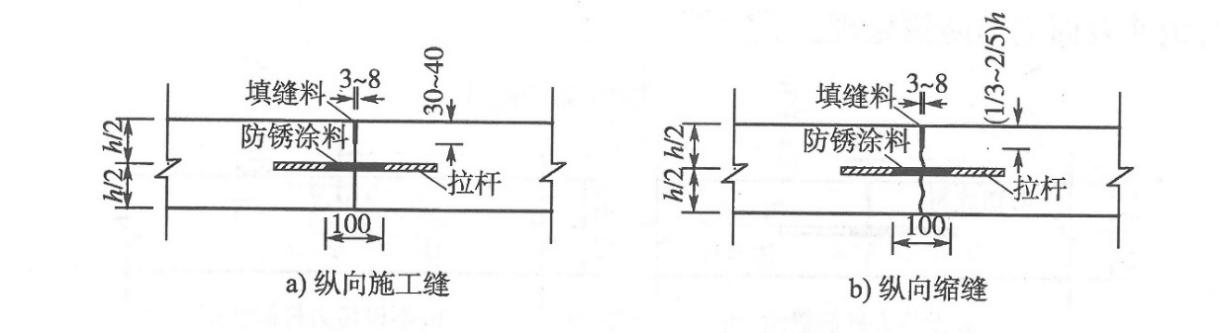 3~8
30~40
填缝料
防锈涂料
h/2
h/2
拉杆
100
a) 纵向施工缝
3~8
(1/3~2/5)h
填缝料
防锈涂料
h/2
h/2
拉杆
100
b) 纵向缩缝